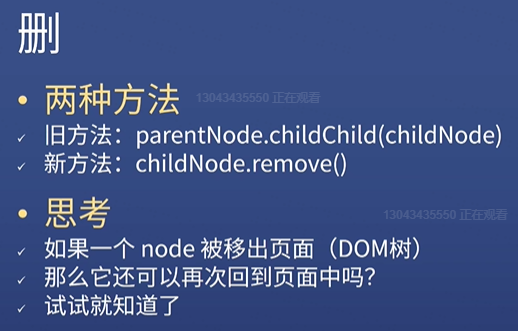 删
• 两种方法
13043435550 正在观看
✓ 旧方法：parentNode.childChild(childNode)
✓ 新方法：childNode.remove()
• 思考
13043435550 正在观看
✓ 如果一个 node 被移出页面（DOM树）
✓ 那么它还可以再次回到页面中吗？
✓ 试试就知道了